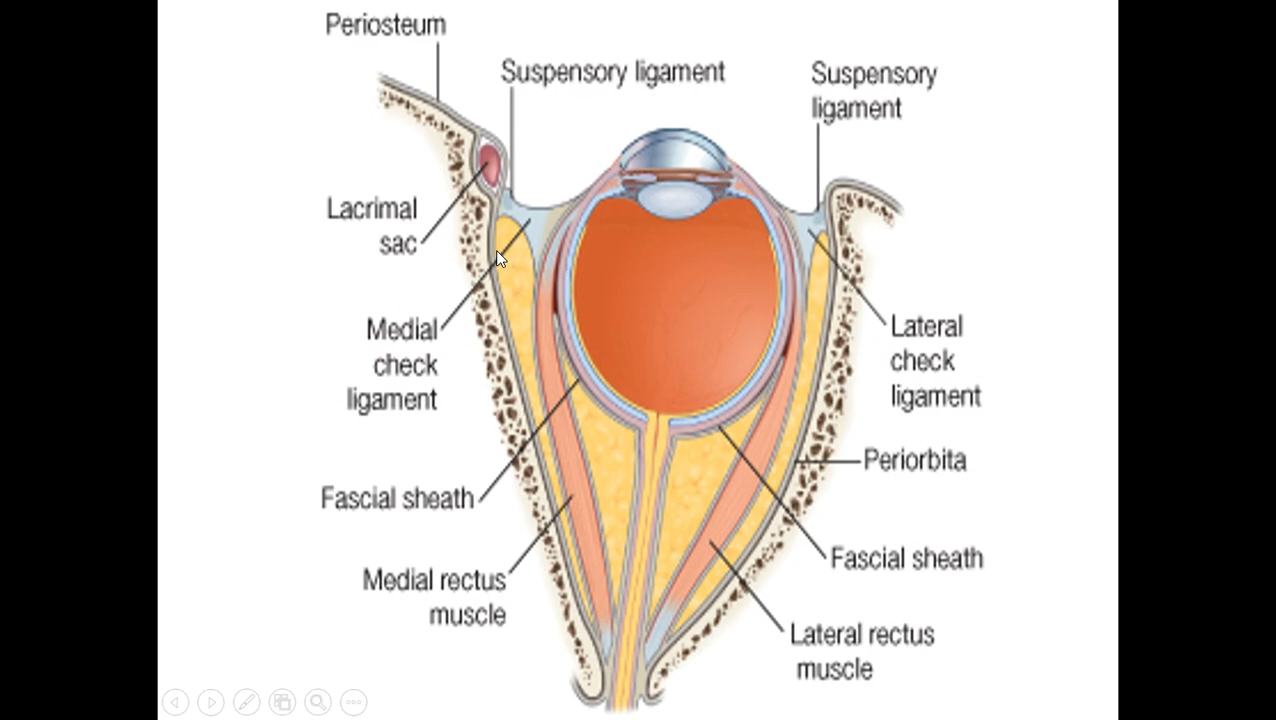 Periosteum
Suspensory ligament
Suspensory
ligament
Lacrimal
sac
Medial
check
ligament
Lateral
check
ligament
Periorbita
Fascial sheath
Fascial sheath
Medial rectus
muscle
Lateral rectus
muscle